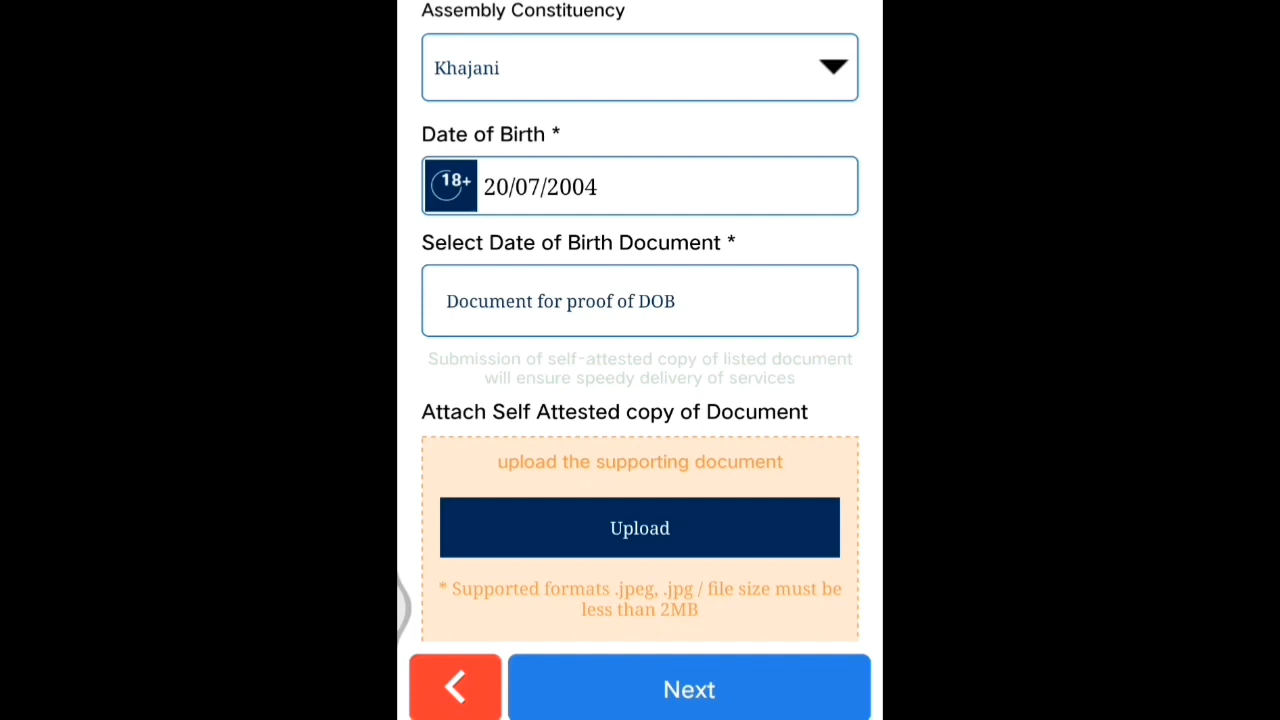 Assembly Constituency
Khajani
Date of Birth *
18+ 20/07/2004
Select Date of Birth Document *
Document for proof of DOB
Submission of self-attested copy of listed document
will ensure speedy delivery of services
Attach Self Attested copy of Document
upload the supporting document
Upload
* Supported formats .jpeg, .jpg / file size must be
less than 2MB
Next